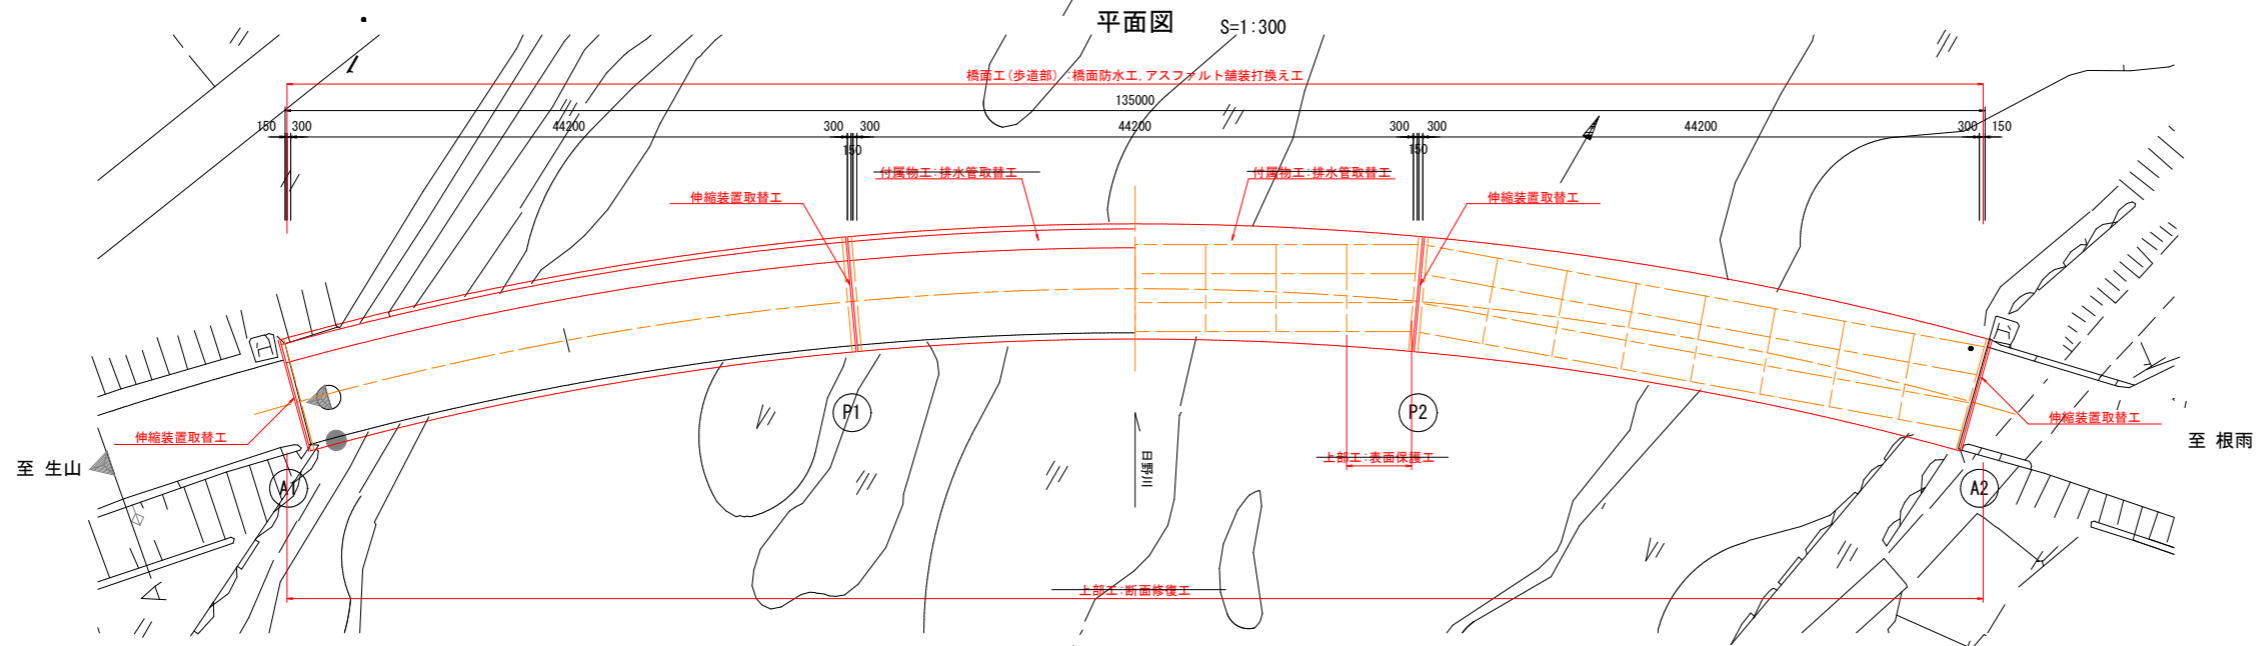 平面図 S=1:300
橋面工(歩道部):橋面防水工,アスファルト舗装打換え工
135000
150 300 44200 300 300 44200 300 300 44200 300 150
150 150
付属物工:排水管取替工 付属物工:排水管取替工
伸縮装置取替工 伸縮装置取替工
P1 P2
伸縮装置取替工 伸縮装置取替工
至 生山 至 根雨
上部工:表面保護工
日野川
A1 A2
上部工:断面修復工